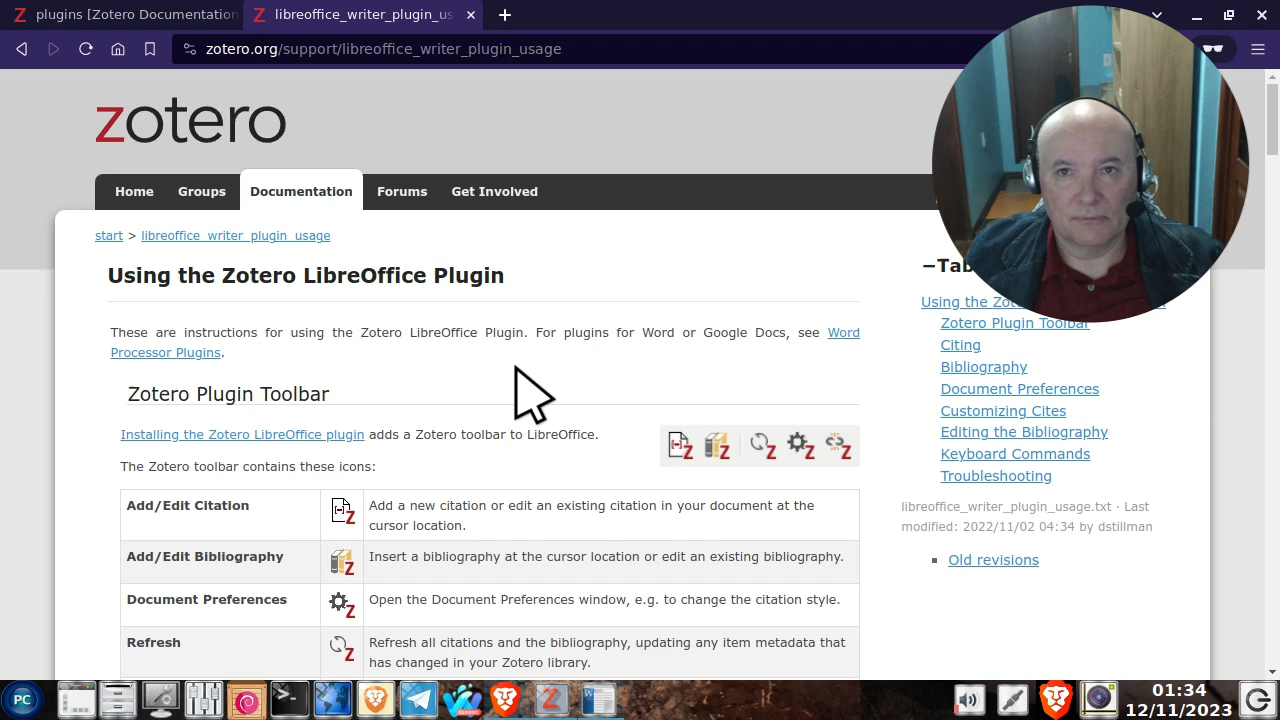 plugins [Zotero Documentation
libreoffice_writer_plugin_us
zotero.org/support/libreoffice_writer_plugin_usage
zotero
Home Groups Documentation Forums Get Involved
start > libreoffice_writer_plugin_usage
Using the Zotero LibreOffice Plugin
These are instructions for using the Zotero LibreOffice Plugin. For plugins for Word or Google Docs, see Word
Processor Plugins.
Zotero Plugin Toolbar
Installing the Zotero LibreOffice plugin adds a Zotero toolbar to LibreOffice.
The Zotero toolbar contains these icons:
Add/Edit Citation
Add a new citation or edit an existing citation in your document at the
cursor location.
Add/Edit Bibliography
Insert a bibliography at the cursor location or edit an existing bibliography.
Document Preferences
Open the Document Preferences window, e.g. to change the citation style.
Refresh
Refresh all citations and the bibliography, updating any item metadata that
has changed in your Zotero library.
−Tab
Using the Zo
Zotero Plugin Toolbar
Citing
Bibliography
Document Preferences
Customizing Cites
Editing the Bibliography
Keyboard Commands
Troubleshooting
libreoffice_writer_plugin_usage.txt · Last
modified: 2022/11/02 04:34 by dstillman
Old revisions
PC
CLASSIC
01:34
12/11/2023